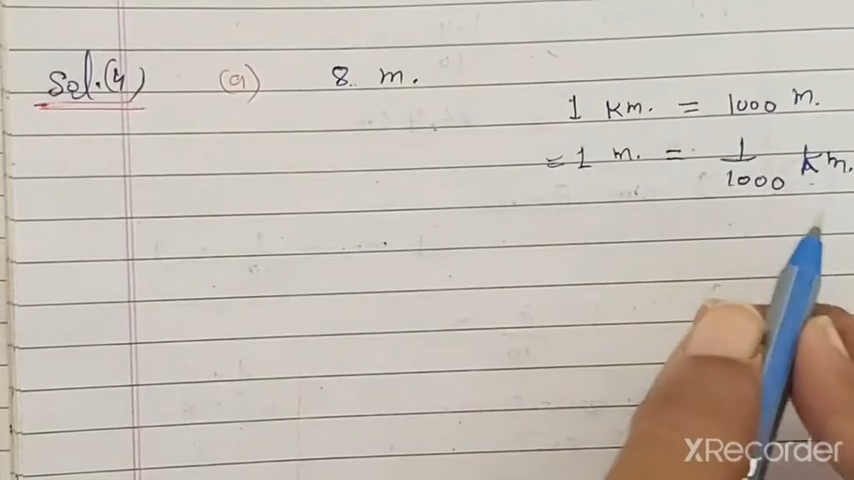 Sol.(4) (a) 8 m.
1 Km. = 1000 m.
= 1 m. = 1/1000 Km.
XRecorder